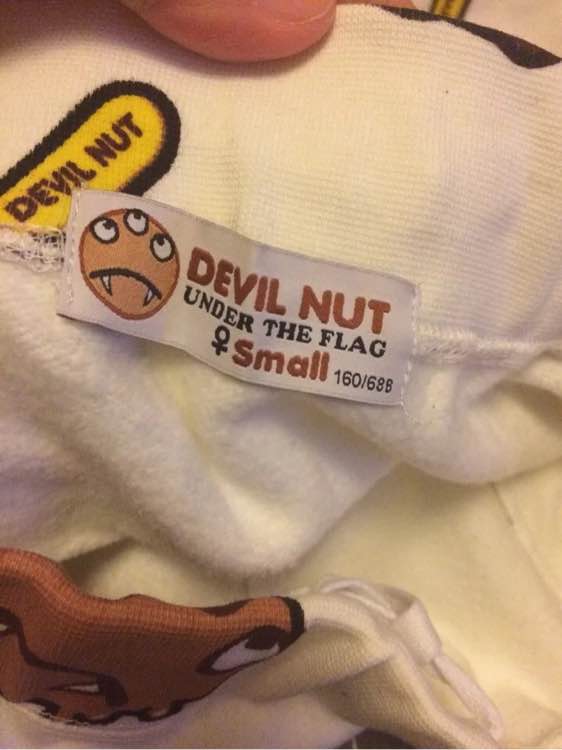 DEVIL NUT
DEVIL NUT
UNDER THE FLAG
♀ Small 160/68B